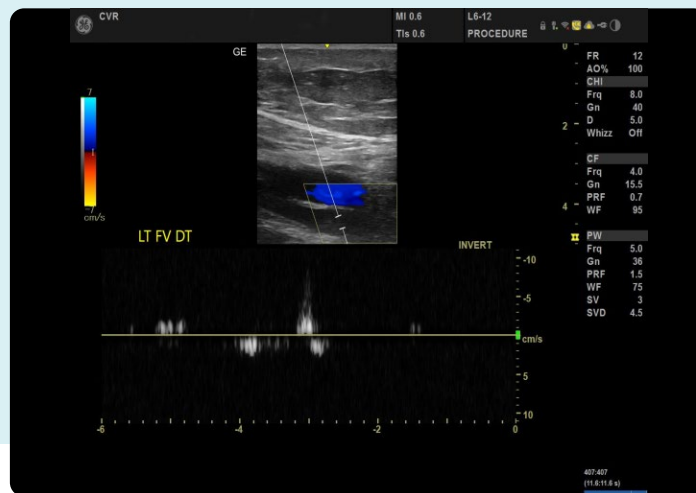 CVR
MI 0.6
Tls 0.6
L6-12
PROCEDURE
GE
7
-7
cm/s
LT FV DT
INVERT
0
2
4
FR 12
AO% 100
CHI
Frq 8.0
Gn 40
D 5.0
Whizz Off
CF
Frq 4.0
Gn 15.5
PRF 0.7
WF 95
PW
Frq 5.0
Gn 36
PRF 1.5
WF 75
SV 3
SVD 4.5
-10
-5
cm/s
5
10
-6 -4 -2 0
407:407
(11.6:11.6 s)